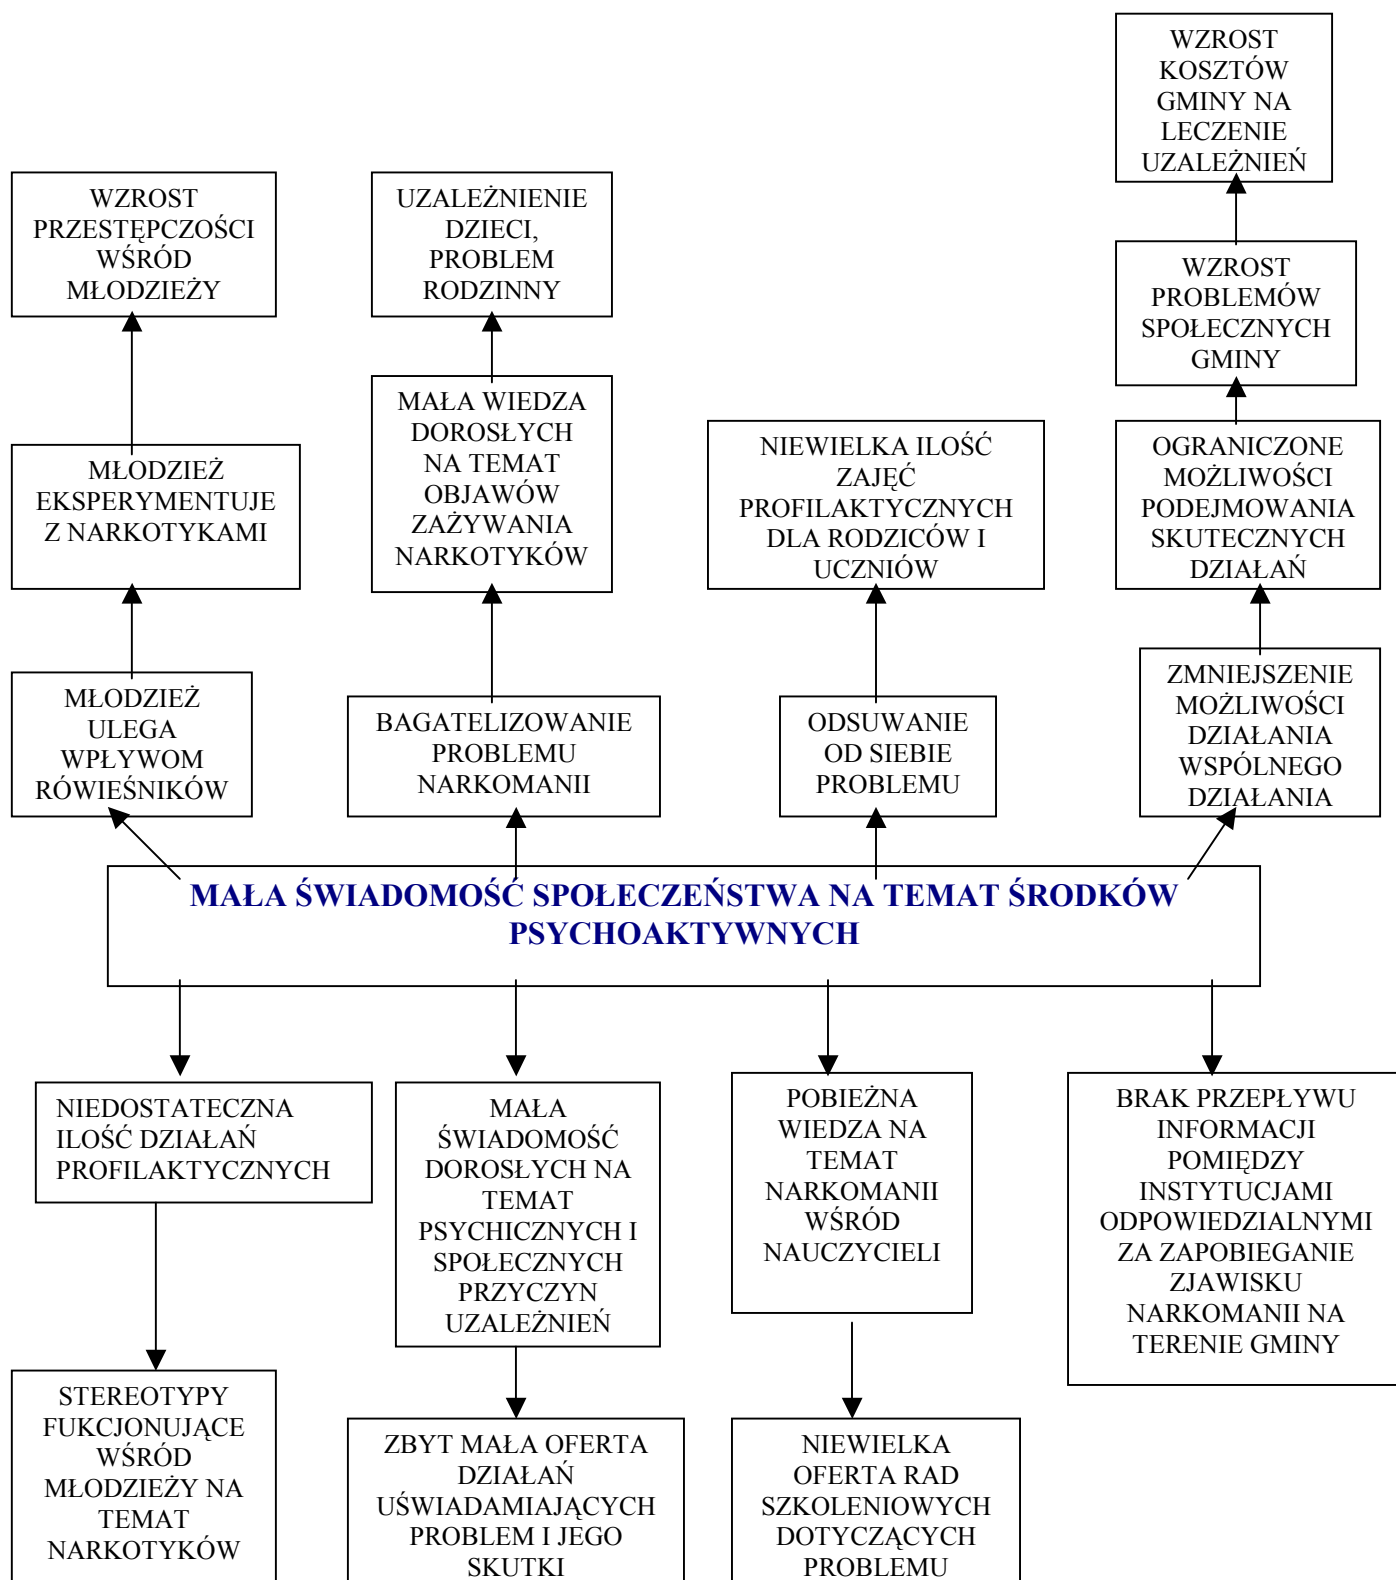 WZROST
KOSZTÓW
GMINY NA
LECZENIE
UZALEŻNIEŃ
WZROST
PRZESTĘPCZOŚCI
WŚRÓD
MŁODZIEŻY
UZALEŻNIENIE
DZIECI,
PROBLEM
RODZINNY
WZROST
PROBLEMÓW
SPOŁECZNYCH
GMINY
MŁODZIEŻ
EKSPERYMENTUJE
Z NARKOTYKAMI
MAŁA WIEDZA
DOROSŁYCH
NA TEMAT
OBJAWÓW
ZAŻYWANIA
NARKOTYKÓW
NIEWIELKA ILOŚĆ
ZAJĘĆ
PROFILAKTYCZNYCH
DLA RODZICÓW I
UCZNIÓW
OGRANICZONE
MOŻLIWOŚCI
PODEJMOWANIA
SKUTECZNYCH
DZIAŁAŃ
MŁODZIEŻ
ULEGA
WPŁYWOM
RÓWIEŚNIKÓW
BAGATELIZOWANIE
PROBLEMU
NARKOMANII
ODSUWANIE
OD SIEBIE
PROBLEMU
ZMNIEJSZENIE
MOŻLIWOŚCI
DZIAŁANIA
WSPÓLNEGO
DZIAŁANIA
MAŁA ŚWIADOMOŚĆ SPOŁECZEŃSTWA NA TEMAT ŚRODKÓW
PSYCHOAKTYWNYCH
NIEDOSTATECZNA
ILOŚĆ DZIAŁAŃ
PROFILAKTYCZNYCH
MAŁA
ŚWIADOMOŚĆ
DOROSŁYCH NA
TEMAT
PSYCHICZNYCH I
SPOŁECZNYCH
PRZYCZYN
UZALEŻNIEŃ
POBIEŻNA
WIEDZA NA
TEMAT
NARKOMANII
WŚRÓD
NAUCZYCIELI
BRAK PRZEPŁYWU
INFORMACJI
POMIĘDZY
INSTYTUCJAMI
ODPOWIEDZIALNYMI
ZA ZAPOBIEGANIE
ZJAWISKU
NARKOMANII NA
TERENIE GMINY
STEREOTYPY
FUKCJONUJĄCE
WŚRÓD
MŁODZIEŻY NA
TEMAT
NARKOTYKÓW
ZBYT MAŁA OFERTA
DZIAŁAŃ
UŚWIADAMIAJĄCYCH
PROBLEM I JEGO
SKUTKI
NIEWIELKA
OFERTA RAD
SZKOLENIOWYCH
DOTYCZĄCYCH
PROBLEMU